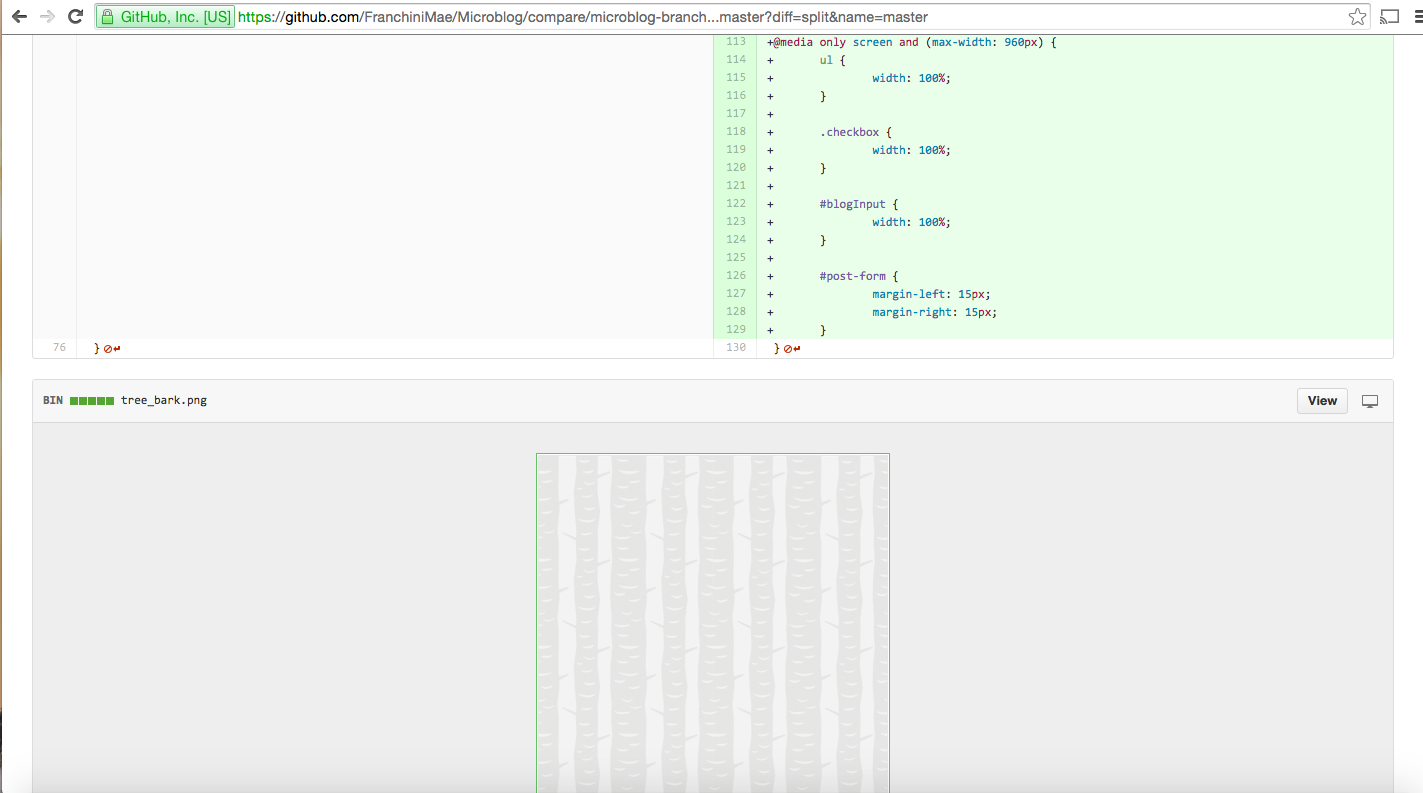 GitHub, Inc. [US] https://github.com/FranchiniMae/Microblog/compare/microblog-branch...master?diff=split&name=master
113 +@media only screen and (max-width: 960px) {
114 + ul {
115 + width: 100%;
116 + }
117 +
118 + .checkbox {
119 + width: 100%;
120 + }
121 +
122 + #blogInput {
123 + width: 100%;
124 + }
125 +
126 + #post-form {
127 + margin-left: 15px;
128 + margin-right: 15px;
129 + }
76 } 130 }
BIN tree_bark.png View